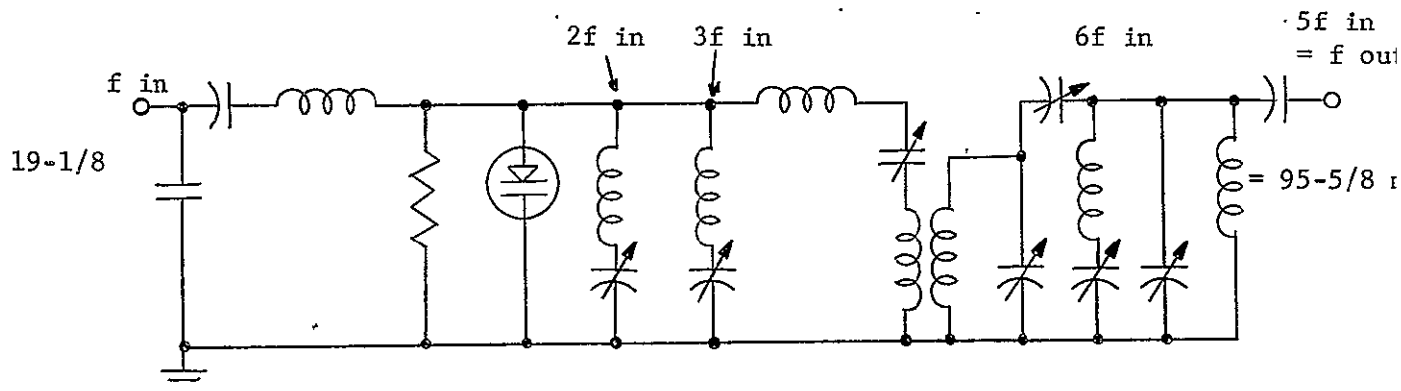 2f in 3f in 6f in 5f in
= f out
f in
19-1/8
= 95-5/8